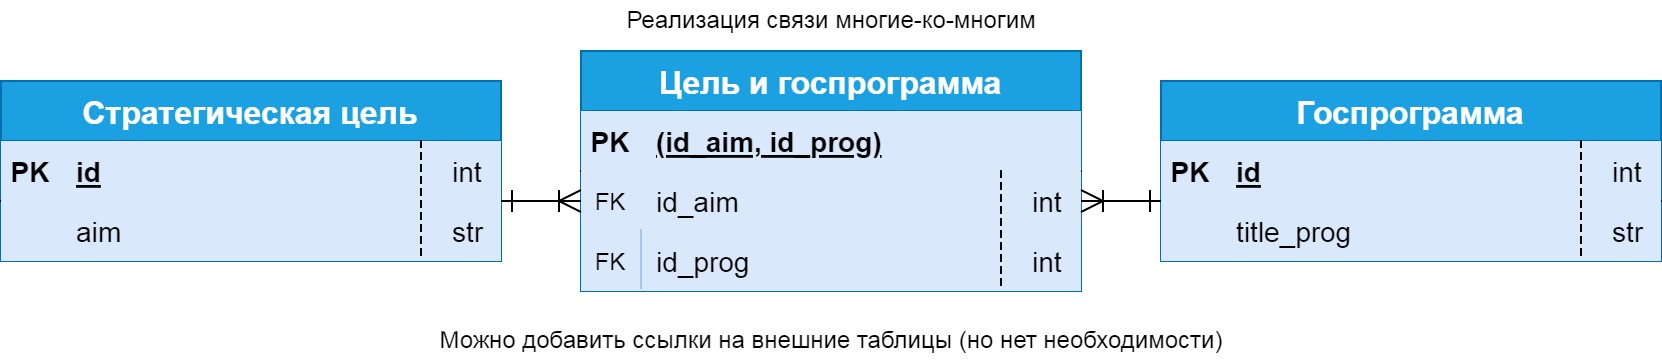 Реализация связи многие-ко-многим
Стратегическая цель
PK id int
aim str
Цель и госпрограмма
PK (id_aim, id_prog)
FK id_aim int
FK id_prog int
Госпрограмма
PK id int
title_prog str
Можно добавить ссылки на внешние таблицы (но нет необходимости)